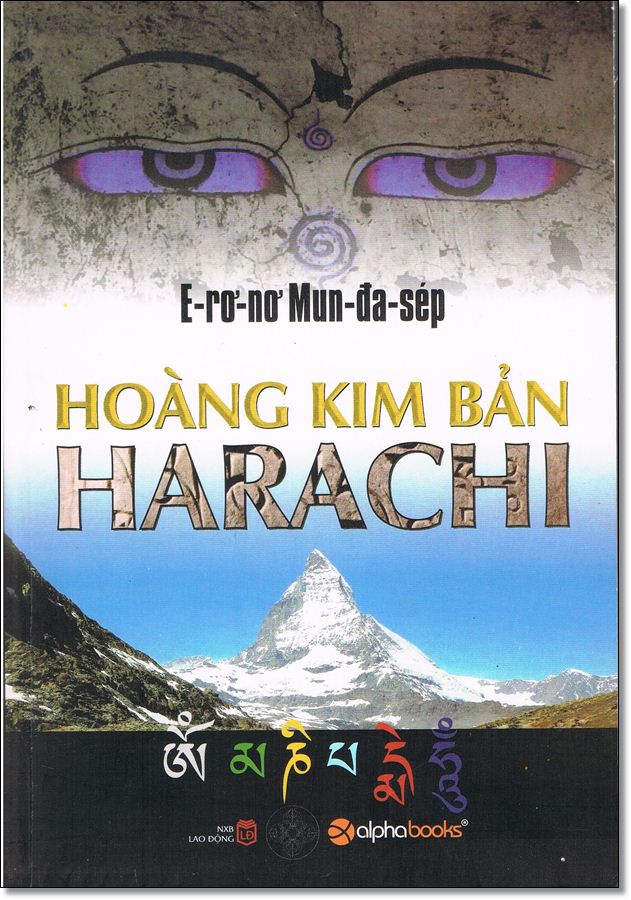 E-rơ-nơ Mun-đa-sép
HOÀNG KIM BẢN
HARACHI
ཨོཾ མ ཎི པ དྨེ ཧཱུྃ
NXB
LAO ĐỘNG LĐ
alphabooks®